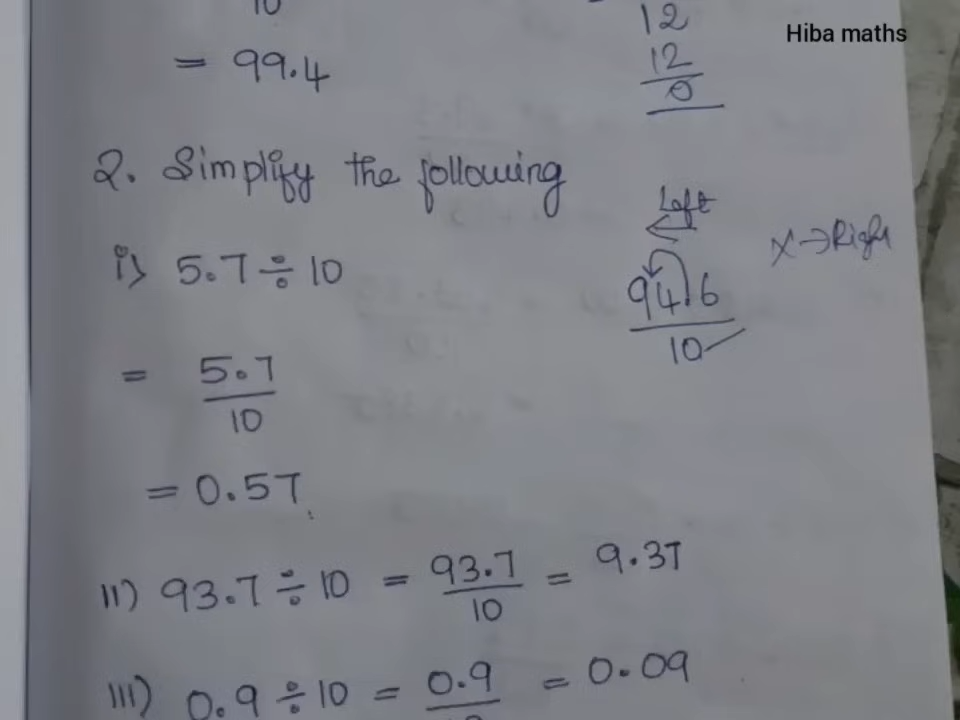 Hiba maths
10
= 99.4
12
12
0
2. Simplify the following
Left
94.6
10
X → Right
i) 5.7 ÷ 10
= 5.7
10
= 0.57
ii) 93.7 ÷ 10 = 93.7 = 9.37
10
iii) 0.9 ÷ 10 = 0.9 = 0.09